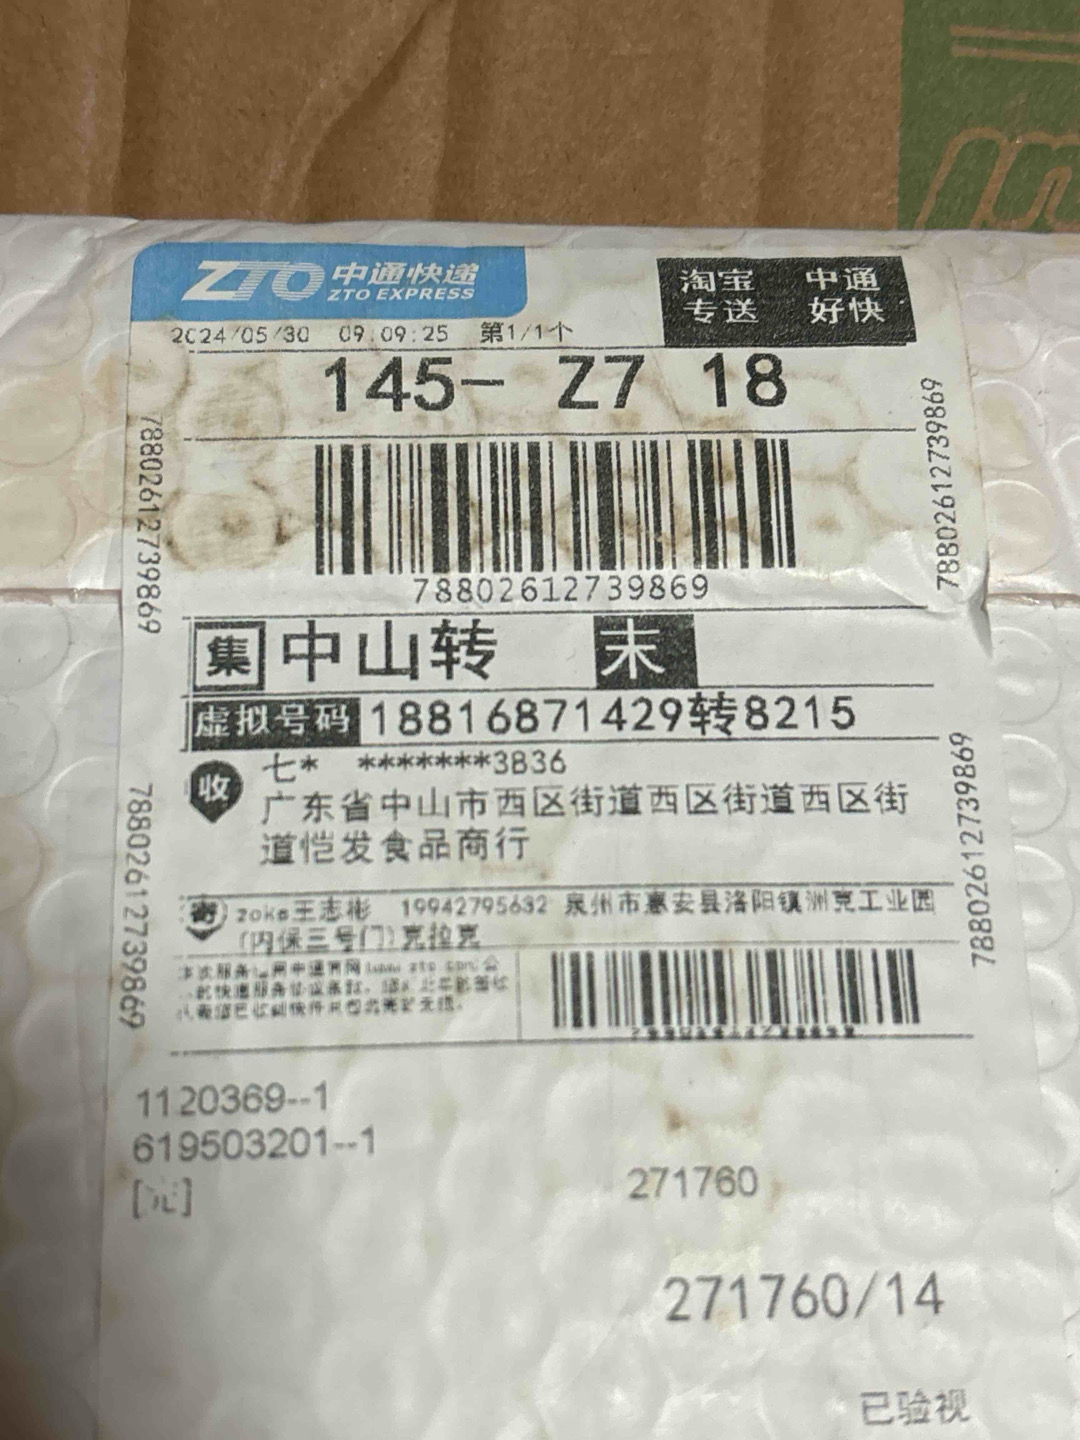 ZTO 中通快递
ZTO EXPRESS
淘宝 中通
专送 好快
2024/05/30 09:09:25 第1/1个
145- Z7 18
78802612739869
78802612739869
78802612739869
集 中山转 末
虚拟号码 18816871429转8215
收 七* *******3836
广东省中山市西区街道西区街道西区街
道恺发食品商行
78802612739869
78802612739869
寄 zoke王志彬 19942795632 泉州市惠安县洛阳镇洲克工业园
(内保三号门)克拉克
1120369--1
619503201--1
271760
271760/14
已验视